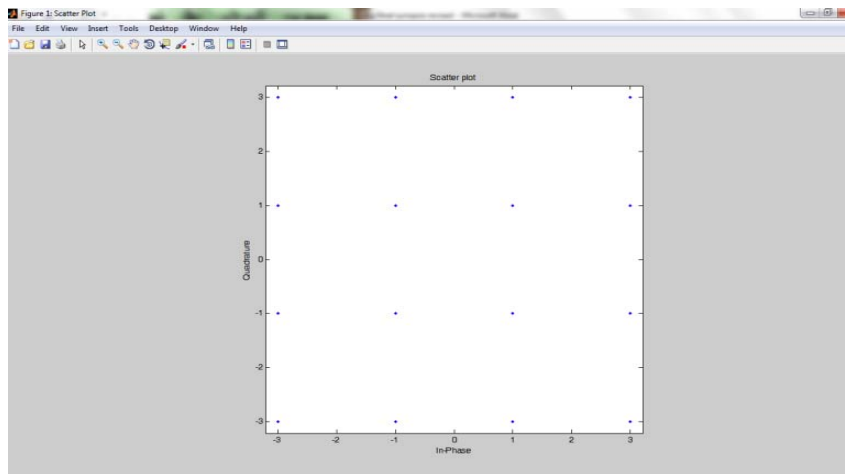 Figure 1: Scatter Plot
File Edit View Insert Tools Desktop Window Help
Scatter plot
3
2
1
0
-1
-2
-3
Quadrature
-3 -2 -1 0 1 2 3
In-Phase